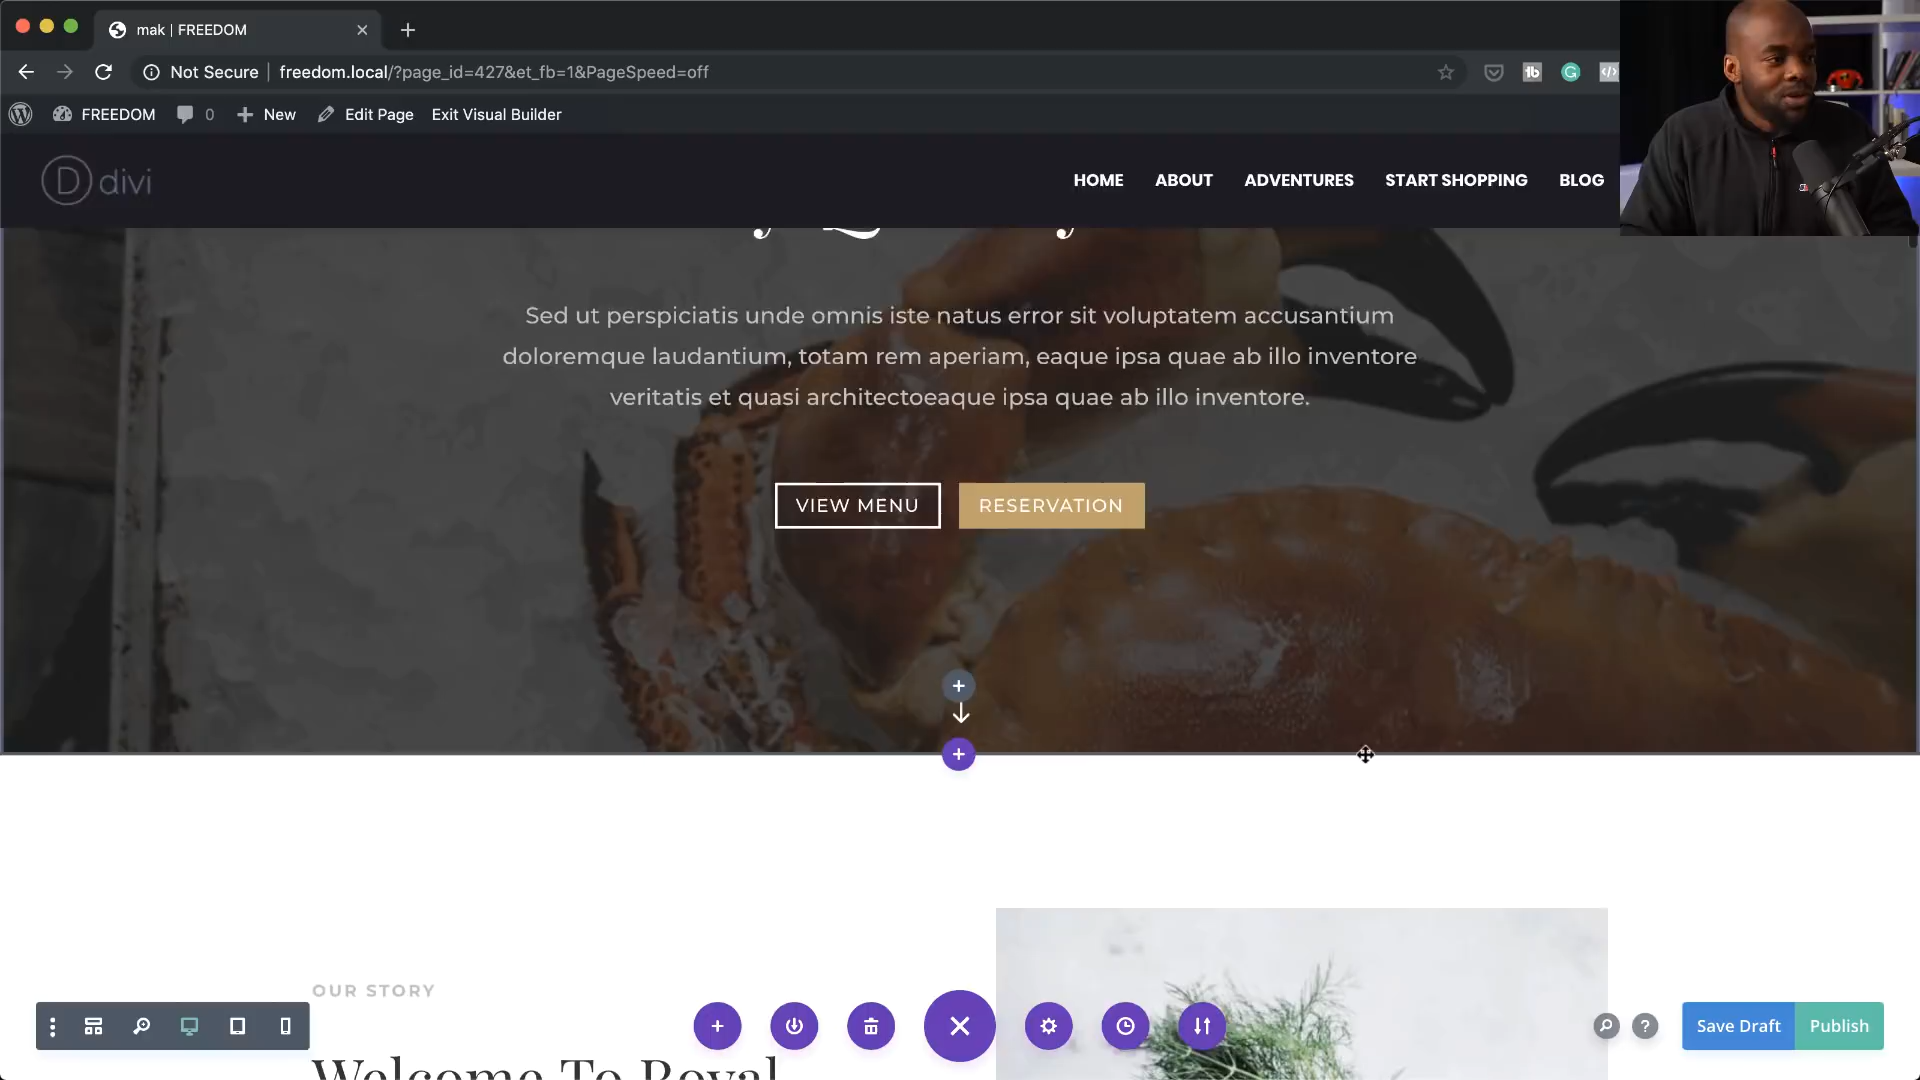 mak | FREEDOM
Not Secure | freedom.local/?page_id=427&et_fb=1&PageSpeed=off
FREEDOM 0 New Edit Page Exit Visual Builder
divi
HOME ABOUT ADVENTURES START SHOPPING BLOG
Sed ut perspiciatis unde omnis iste natus error sit voluptatem accusantium
doloremque laudantium, totam rem aperiam, eaque ipsa quae ab illo inventore
veritatis et quasi architectoeaque ipsa quae ab illo inventore.
VIEW MENU RESERVATION
OUR STORY
Welcome To Royal
Save Draft Publish